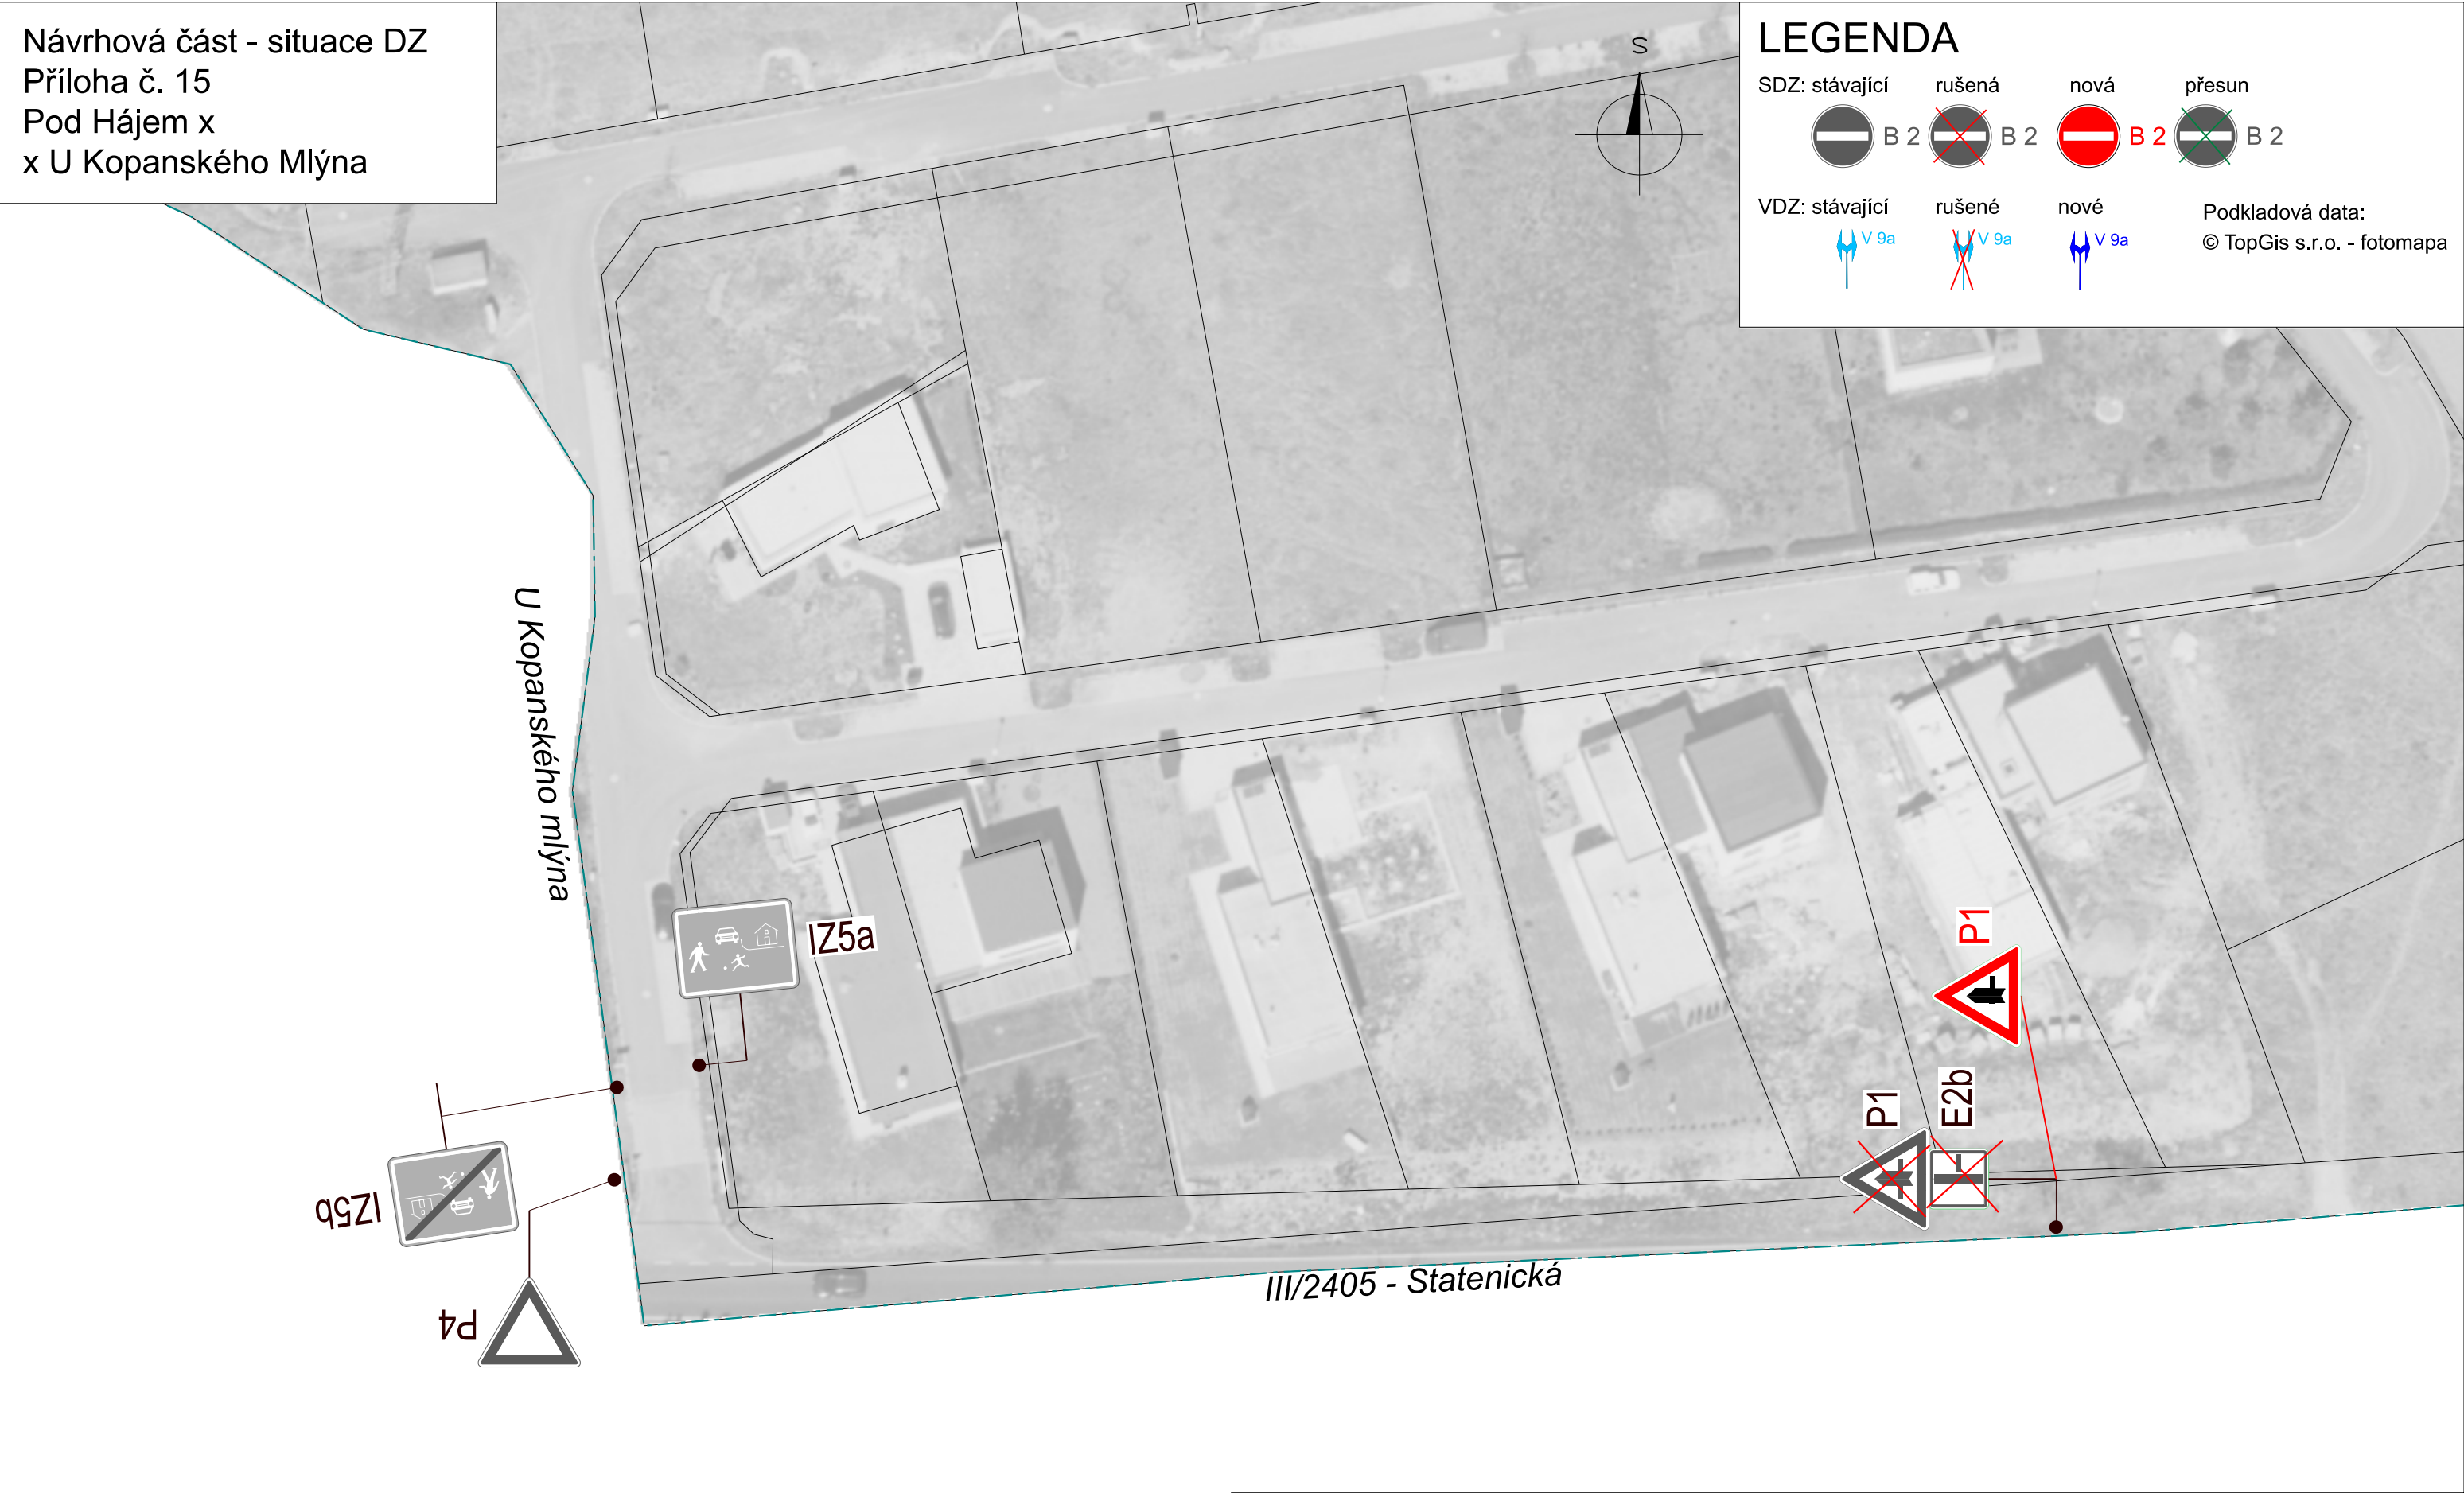 Návrhová část - situace DZ
Příloha č. 15
Pod Hájem x
x U Kopanského Mlýna
S
LEGENDA
SDZ: stávající rušená nová přesun
B 2 B 2 B 2 B 2
VDZ: stávající rušené nové
V 9a V 9a V 9a
Podkladová data:
© TopGis s.r.o. - fotomapa
U Kopanského mlýna
IZ5a
P1
P1
E2b
IZ5b
P4
III/2405 - Statenická